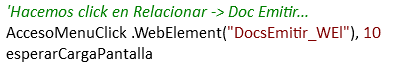 'Hacemos click en Relacionar -> Doc Emitir...
AccesoMenuClick .WebElement("DocsEmitir_WEl"), 10
esperarCargaPantalla